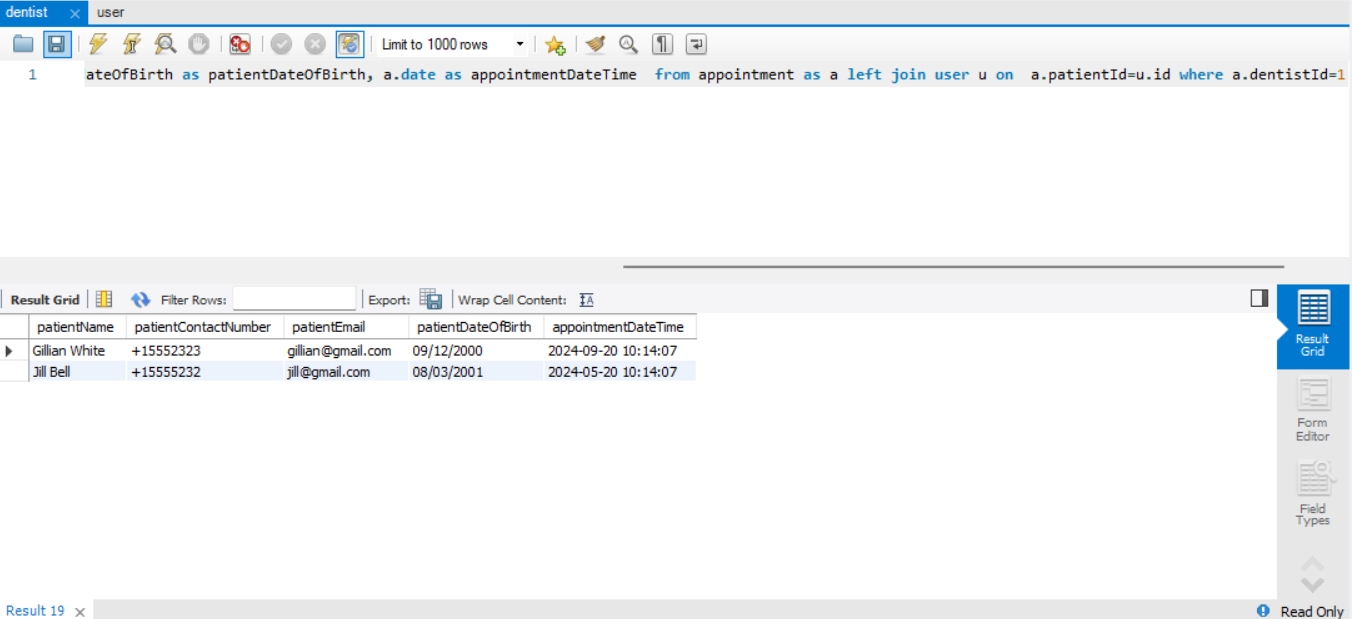 dentist × user
Limit to 1000 rows
1 ateOfBirth as patientDateOfBirth, a.date as appointmentDateTime from appointment as a left join user u on a.patientId=u.id where a.dentistId=1
Result Grid Filter Rows: Export: Wrap Cell Content:
patientName patientContactNumber patientEmail patientDateOfBirth appointmentDateTime
Gillian White +15552323 gillian@gmail.com 09/12/2000 2024-09-20 10:14:07
Jill Bell +15555232 jill@gmail.com 08/03/2001 2024-05-20 10:14:07
Result
Grid
Form
Editor
Field
Types
Result 19 × Read Only